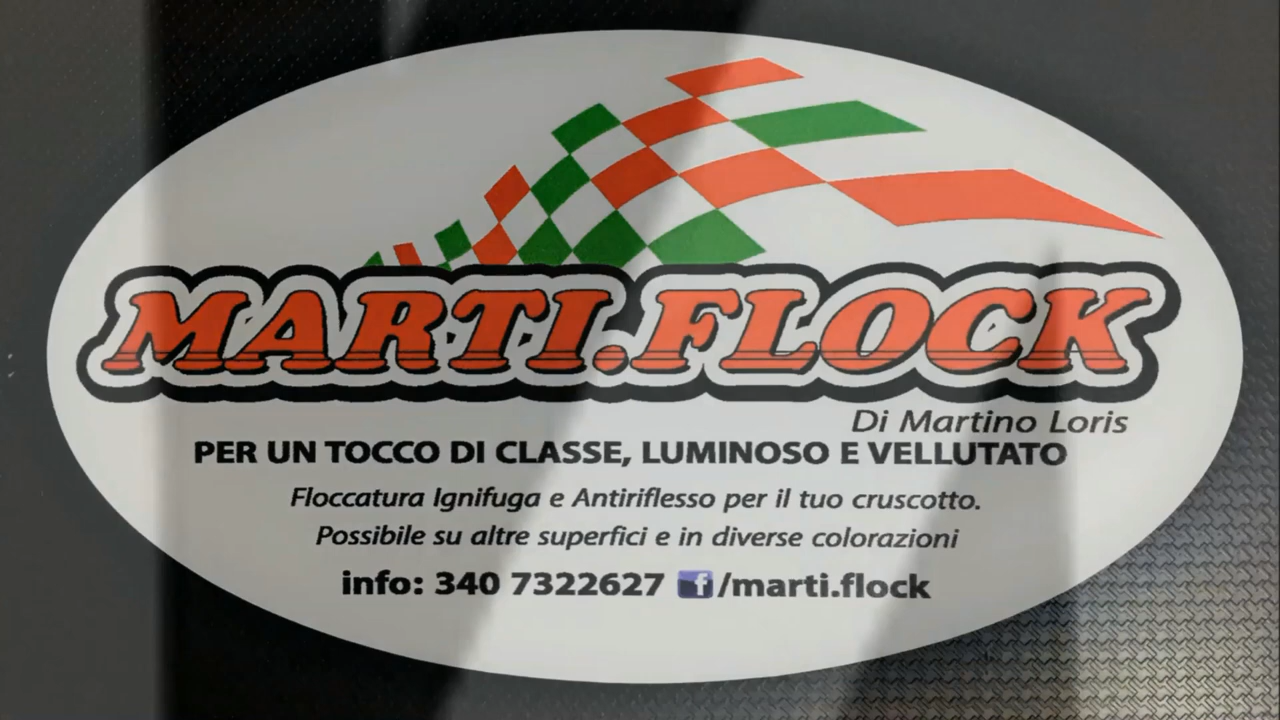 MARTI.FLOCK
Di Martino Loris
PER UN TOCCO DI CLASSE, LUMINOSO E VELLUTATO
Floccatura Ignifuga e Antiriflesso per il tuo cruscotto.
Possibile su altre superfici e in diverse colorazioni
info: 340 7322627 f/marti.flock